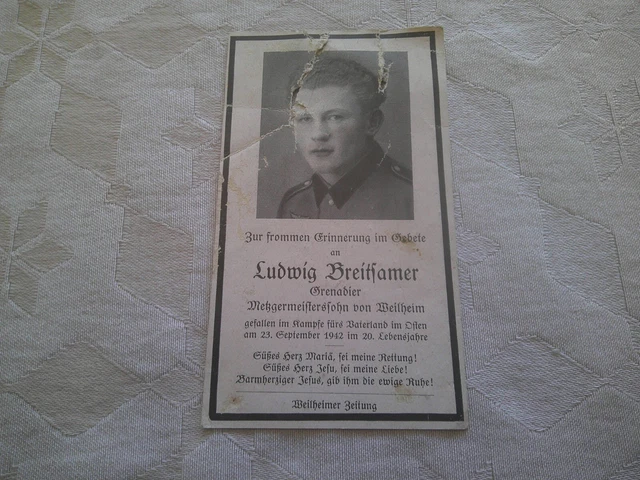 Zur frommen Erinnerung im Gebete
an
Ludwig Breitsamer
Grenadier
Metzgermeisterssohn von Weilheim
gefallen im Kampfe fürs Vaterland im Osten
am 23. September 1942 im 20. Lebensjahre
Süßes Herz Mariä, sei meine Rettung!
Süßes Herz Jesu, sei meine Liebe!
Barmherziger Jesus, gib ihm die ewige Ruhe!
Weilheimer Zeitung